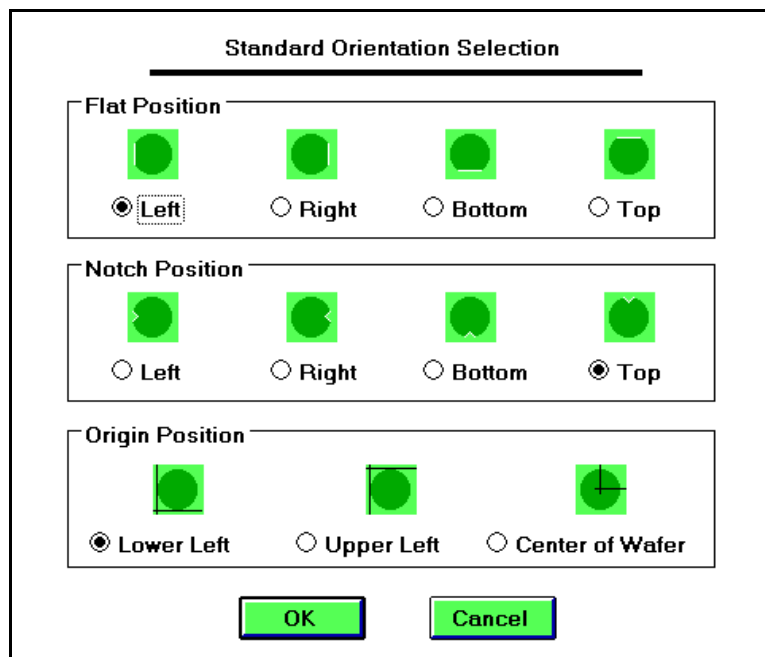 Standard Orientation Selection
Flat Position
Left Right Bottom Top
Notch Position
Left Right Bottom Top
Origin Position
Lower Left Upper Left Center of Wafer
OK Cancel